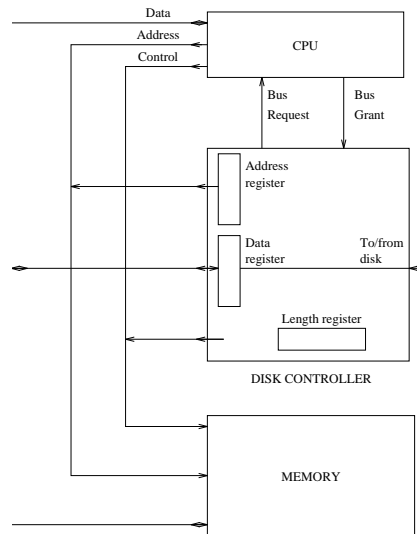 Data
Address
Control
CPU
Bus
Request
Bus
Grant
Address
register
Data
register
To/from
disk
Length register
DISK CONTROLLER
MEMORY